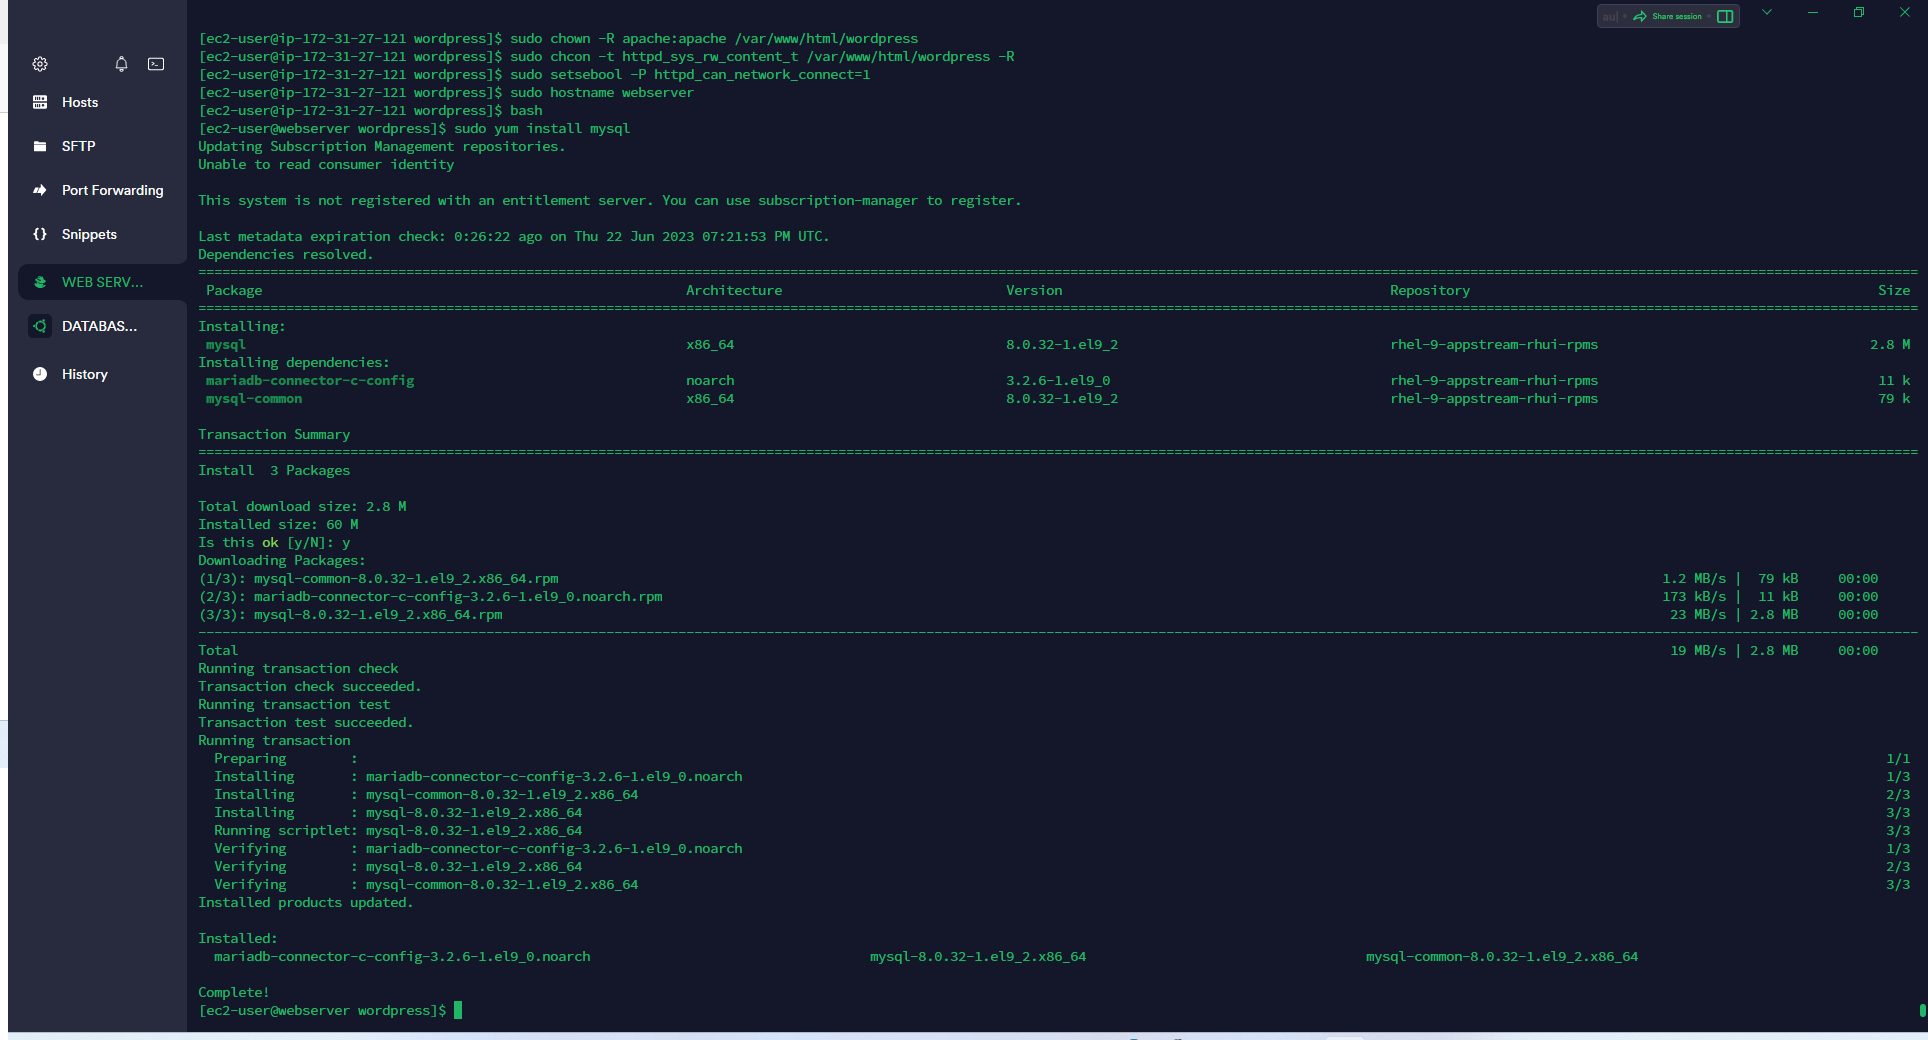 au| Share session
[ec2-user@ip-172-31-27-121 wordpress]$ sudo chown -R apache:apache /var/www/html/wordpress
[ec2-user@ip-172-31-27-121 wordpress]$ sudo chcon -t httpd_sys_rw_content_t /var/www/html/wordpress -R
[ec2-user@ip-172-31-27-121 wordpress]$ sudo setsebool -P httpd_can_network_connect=1
[ec2-user@ip-172-31-27-121 wordpress]$ sudo hostname webserver
[ec2-user@ip-172-31-27-121 wordpress]$ bash
[ec2-user@webserver wordpress]$ sudo yum install mysql
Updating Subscription Management repositories.
Unable to read consumer identity
This system is not registered with an entitlement server. You can use subscription-manager to register.
Last metadata expiration check: 0:26:22 ago on Thu 22 Jun 2023 07:21:53 PM UTC.
Dependencies resolved.
Package Architecture Version Repository Size
Installing:
mysql x86_64 8.0.32-1.el9_2 rhel-9-appstream-rhui-rpms 2.8 M
Installing dependencies:
mariadb-connector-c-config noarch 3.2.6-1.el9_0 rhel-9-appstream-rhui-rpms 11 k
mysql-common x86_64 8.0.32-1.el9_2 rhel-9-appstream-rhui-rpms 79 k
Transaction Summary
Install 3 Packages
Total download size: 2.8 M
Installed size: 60 M
Is this ok [y/N]: y
Downloading Packages:
(1/3): mysql-common-8.0.32-1.el9_2.x86_64.rpm 1.2 MB/s | 79 kB 00:00
(2/3): mariadb-connector-c-config-3.2.6-1.el9_0.noarch.rpm 173 kB/s | 11 kB 00:00
(3/3): mysql-8.0.32-1.el9_2.x86_64.rpm 23 MB/s | 2.8 MB 00:00
Total 19 MB/s | 2.8 MB 00:00
Running transaction check
Transaction check succeeded.
Running transaction test
Transaction test succeeded.
Running transaction
Preparing : 1/1
Installing : mariadb-connector-c-config-3.2.6-1.el9_0.noarch 1/3
Installing : mysql-common-8.0.32-1.el9_2.x86_64 2/3
Installing : mysql-8.0.32-1.el9_2.x86_64 3/3
Running scriptlet: mysql-8.0.32-1.el9_2.x86_64 3/3
Verifying : mariadb-connector-c-config-3.2.6-1.el9_0.noarch 1/3
Verifying : mysql-8.0.32-1.el9_2.x86_64 2/3
Verifying : mysql-common-8.0.32-1.el9_2.x86_64 3/3
Installed products updated.
Installed:
mariadb-connector-c-config-3.2.6-1.el9_0.noarch mysql-8.0.32-1.el9_2.x86_64 mysql-common-8.0.32-1.el9_2.x86_64
Complete!
[ec2-user@webserver wordpress]$
Hosts
SFTP
Port Forwarding
Snippets
WEB SERV...
DATABAS...
History